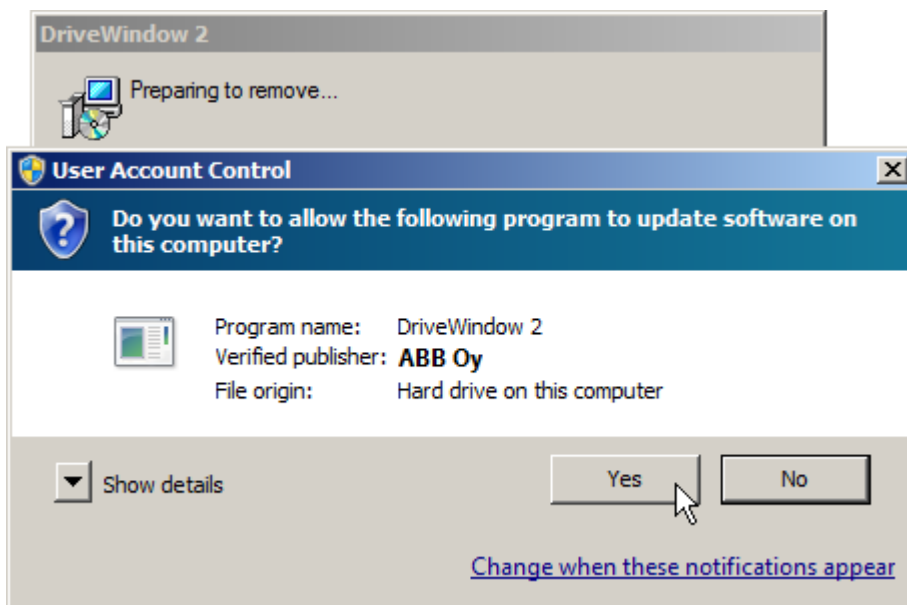 DriveWindow 2
Preparing to remove...
User Account Control
Do you want to allow the following program to update software on
this computer?
Program name: DriveWindow 2
Verified publisher: ABB Oy
File origin: Hard drive on this computer
Show details
Yes
No
Change when these notifications appear